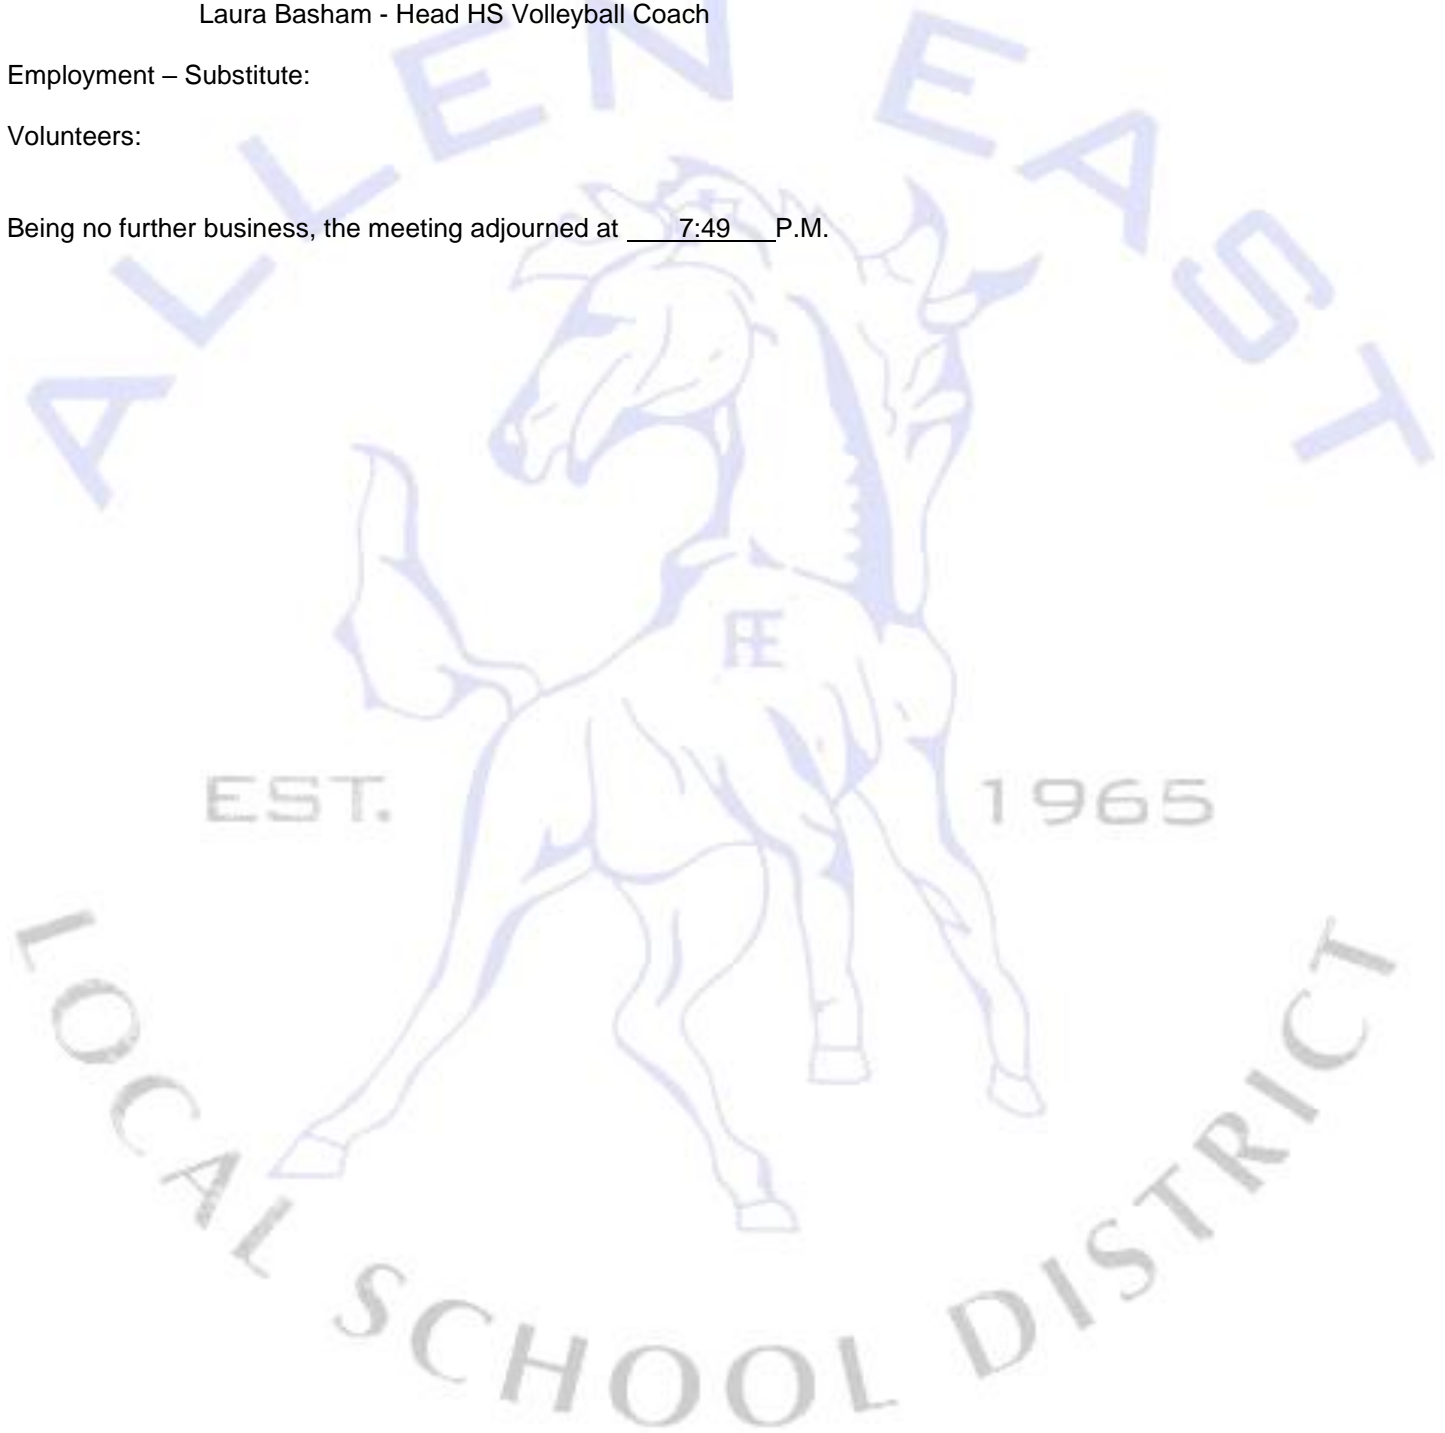 Laura Basham - Head HS Volleyball Coach
Employment – Substitute:
Volunteers:
Being no further business, the meeting adjourned at 7:49 P.M.
ALLEN EAST
AE
EST. 1965
LOCAL SCHOOL DISTRICT